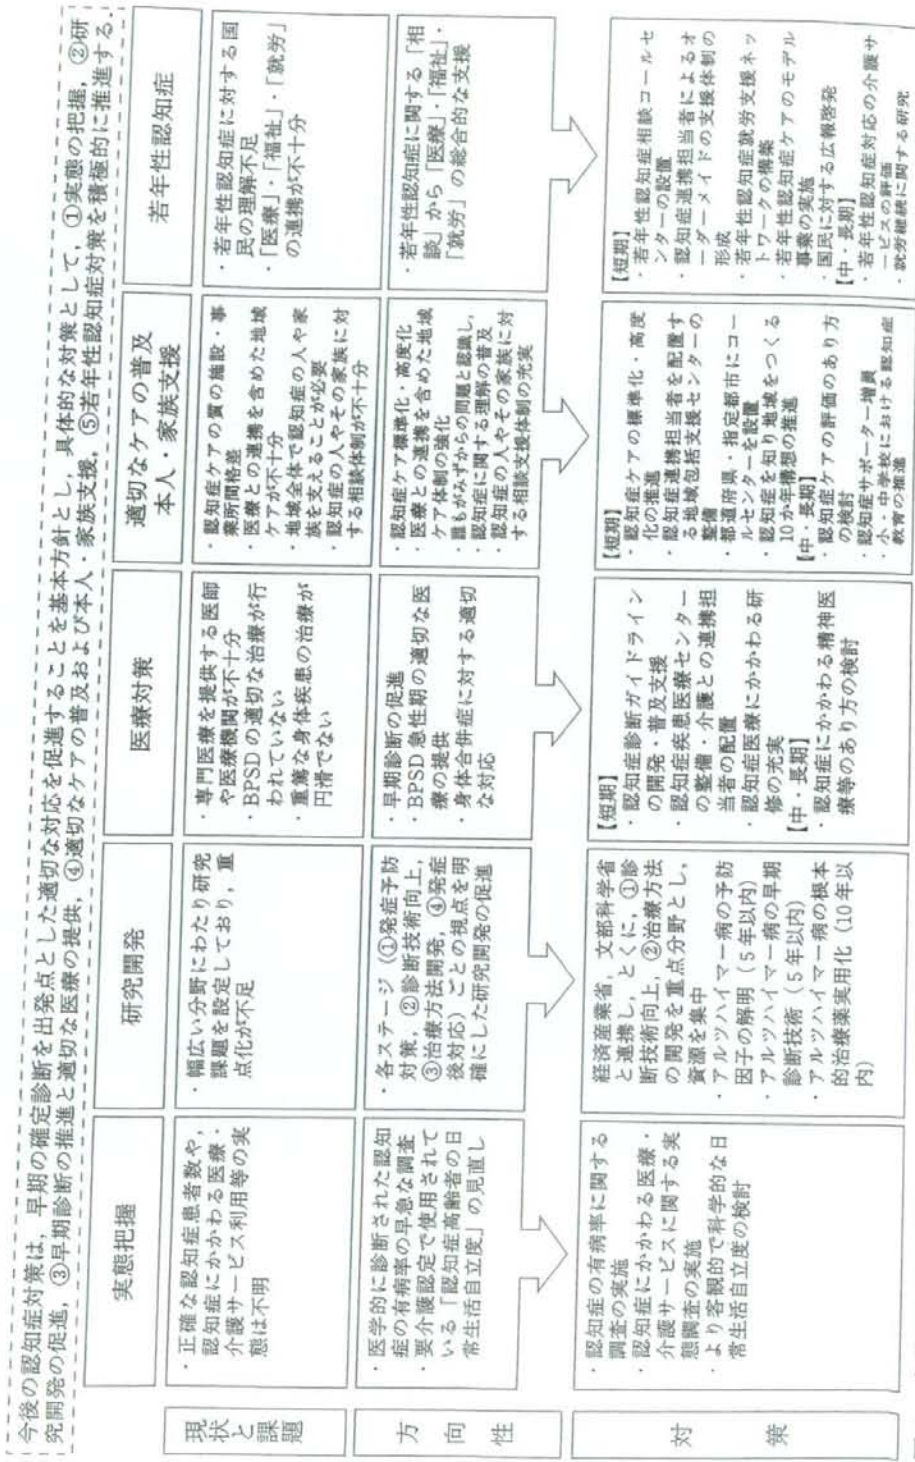 今後の認知症対策は，早期の確定診断を出発点とした適切な対応を促進することを基本方針とし，具体的な対策として，①実態の把握，②研
究開発の促進，③早期診断の推進と適切な医療の提供，④適切なケアの普及および本人・家族支援，⑤若年性認知症対策を積極的に推進する．
実態把握
研究開発
医療対策
適切なケアの普及
本人・家族支援
若年性認知症
現状と課題
・正確な認知症患者数や，
認知症にかかわる医療・
介護サービス利用等の実
態は不明
・幅広い分野にわたり研究
課題を設定しており，重
点化が不足
・専門医療を提供する医師
や医療機関が不十分
・BPSDの適切な治療が行
われていない
・重篤な身体疾患の治療が
円滑でない
・認知症ケアの質の施設・事
業所間格差
・医療との連携を含めた地域
ケアが不十分
・地域全体で認知症の人や家
族を支えることが必要
・認知症の人やその家族に対
する相談体制が不十分
・若年性認知症に対する国
民の理解不足
・「医療」・「福祉」・「就労」
の連携が不十分
方向性
・医学的に診断された認知
症の有病率の早急な調査
・要介護認定で使用されて
いる「認知症高齢者の日
常生活自立度」の見直し
・各ステージ（①発症予防
対策，②診断技術向上，
③治療方法開発，④発症
後対応）ごとの視点を明
確にした研究開発の促進
・早期診断の促進
・BPSD急性期の適切な医
療の提供
・身体合併症に対する適切
な対応
・認知症ケア標準化・高度化
・医療との連携を含めた地域
ケア体制の強化
・誰もがみずからの問題と認識し，
認知症に関する理解の普及
・認知症の人やその家族に対
する相談支援体制の充実
・若年性認知症に関する「相
談」から「医療」・「福祉」・
「就労」の総合的な支援
対策
・認知症の有病率に関する
調査の実施
・認知症にかかわる医療・
介護サービスに関する実
態調査の実施
・より客観的で科学的な日
常生活自立度の検討
経済産業省，文部科学省
と連携し，とくに，①診
断技術向上，②治療方法
の開発を重点分野とし，
資源を集中
・アルツハイマー病の予防
因子の解明（5年以内）
・アルツハイマー病の早期
診断技術（5年以内）
・アルツハイマー病の根本
的治療薬実用化（10年以
内）
【短期】
・認知症診断ガイドライン
の開発・普及支援
・認知症疾患医療センター
の整備・介護との連携担
当者の配置
・認知症医療にかかわる研
修の充実
【中・長期】
・認知症にかかわる精神医
療等のあり方の検討
【短期】
・認知症ケアの標準化・高度
化の推進
・認知症連携担当者を配置す
る地域包括支援センターの
整備
・都道府県・指定都市にコー
ルセンターを設置
・認知症を知り地域をつくる
10か年構想の推進
【中・長期】
・認知症ケアの評価のあり方
の検討
・認知症サポーター増員
・小・中学校における認知症
教育の推進
【短期】
・若年性認知症相談コールセ
ンターの設置
・認知症連携担当者によるオ
ーダーメイドの支援体制の
形成
・若年性認知症就労支援ネッ
トワークの構築
・若年性認知症ケアのモデル
事業の実施
・国民に対する広報啓発
【中・長期】
・若年性認知症対応の介護サ
ービスの評価
・就労継続に関する研究